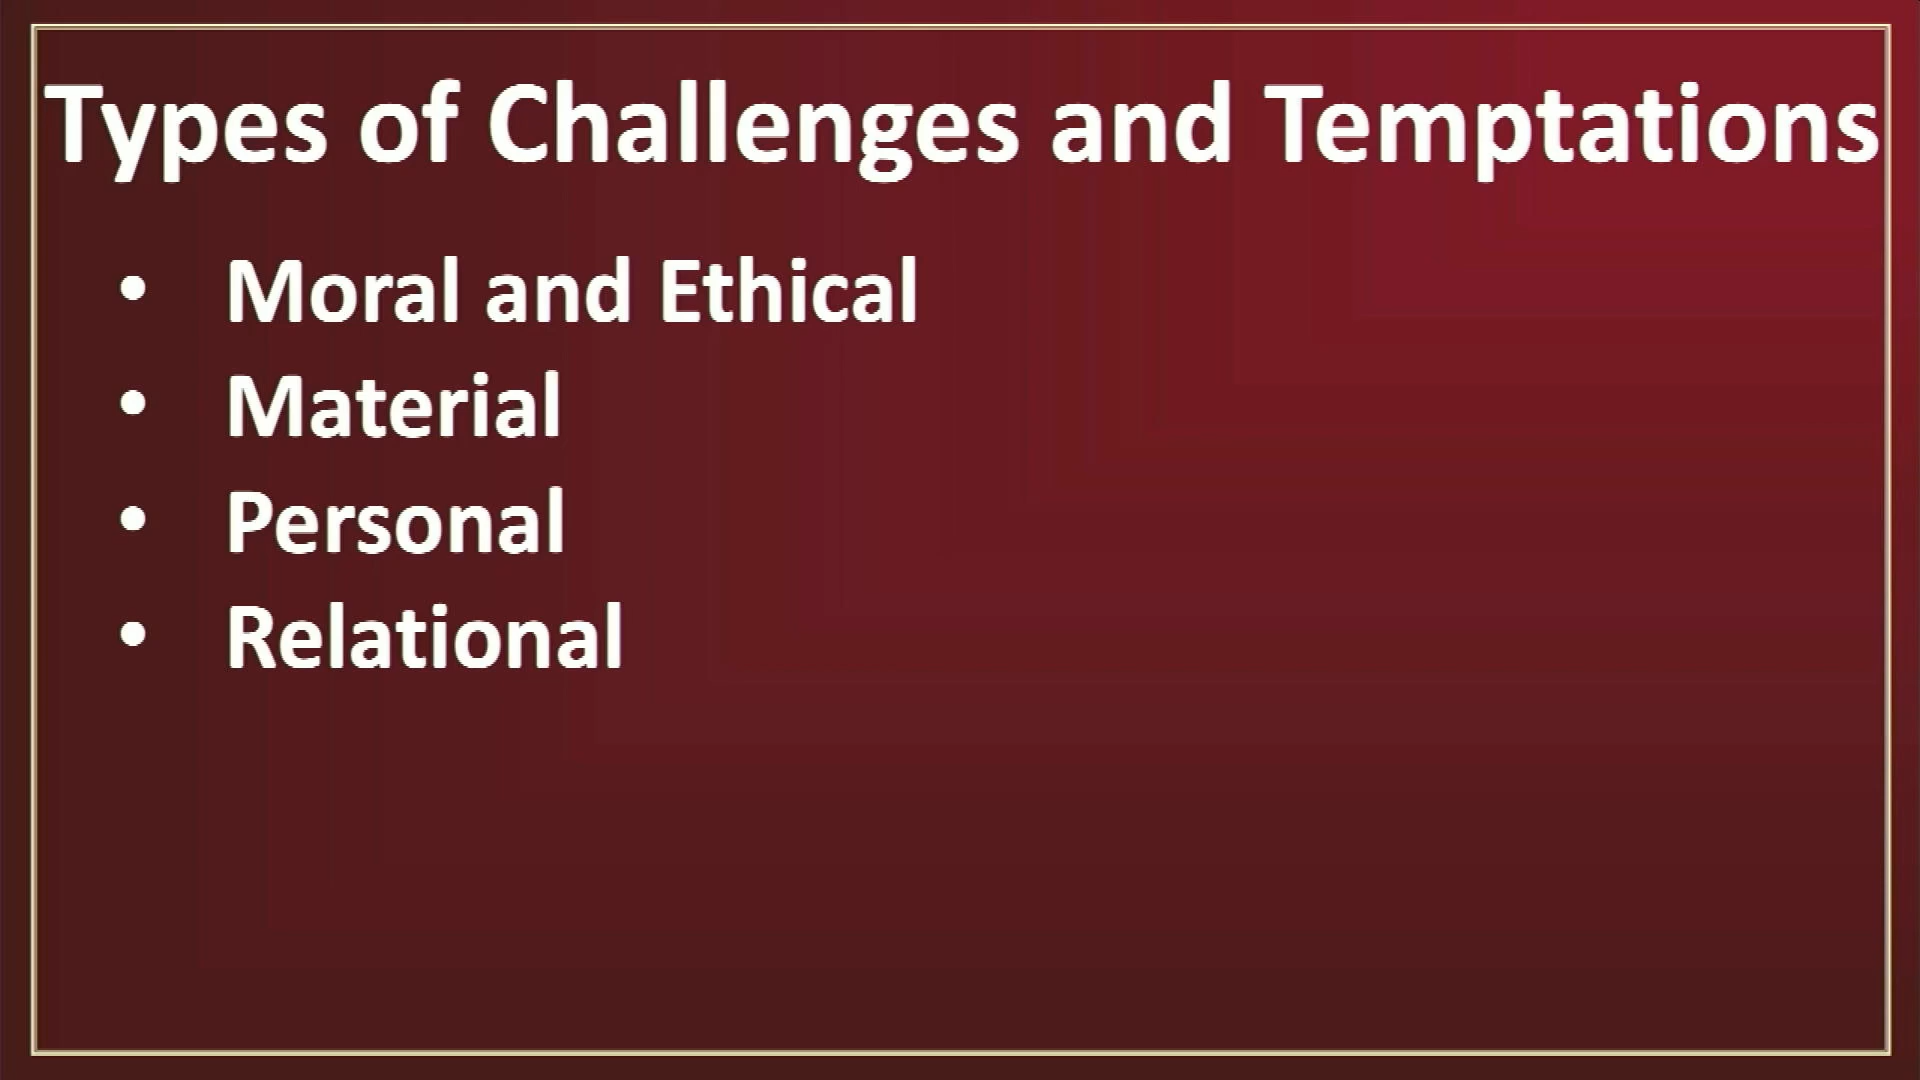 Types of Challenges and Temptations
• Moral and Ethical
• Material
• Personal
• Relational